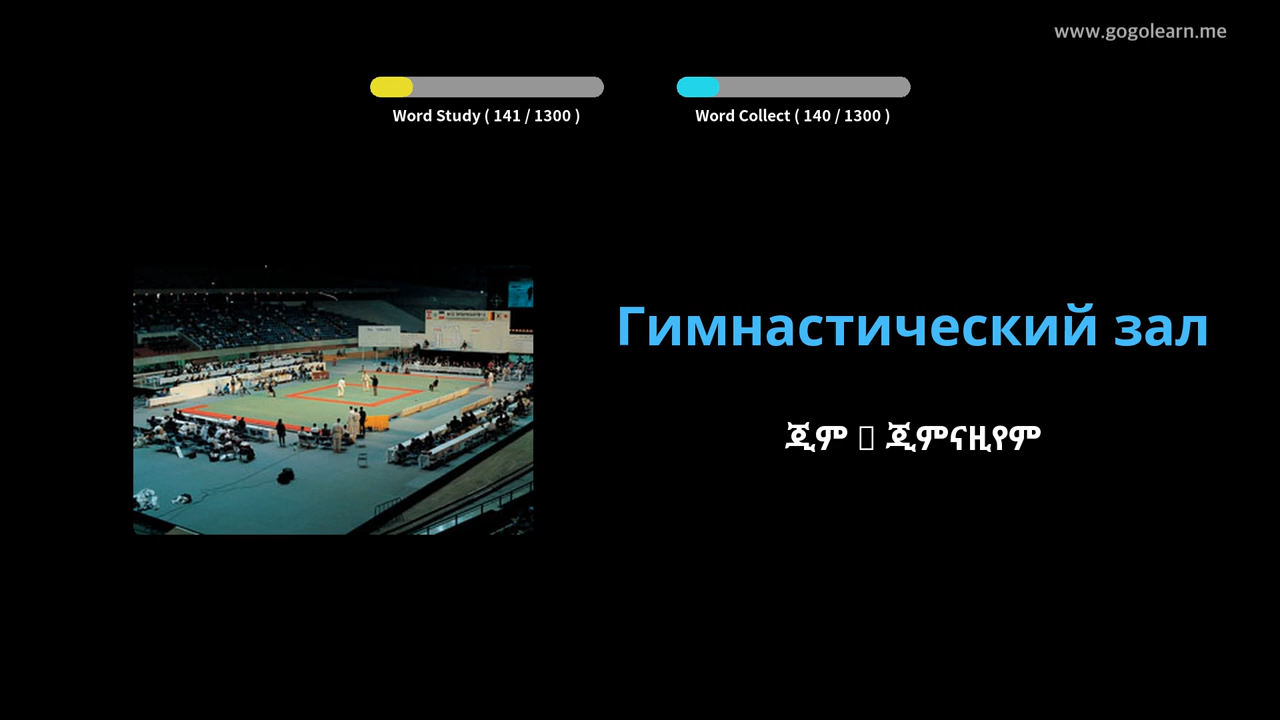 www.gogolearn.me
Word Study ( 141 / 1300 )
Word Collect ( 140 / 1300 )
Гимнастический зал
ጂም ▯ ጂምናዚየም